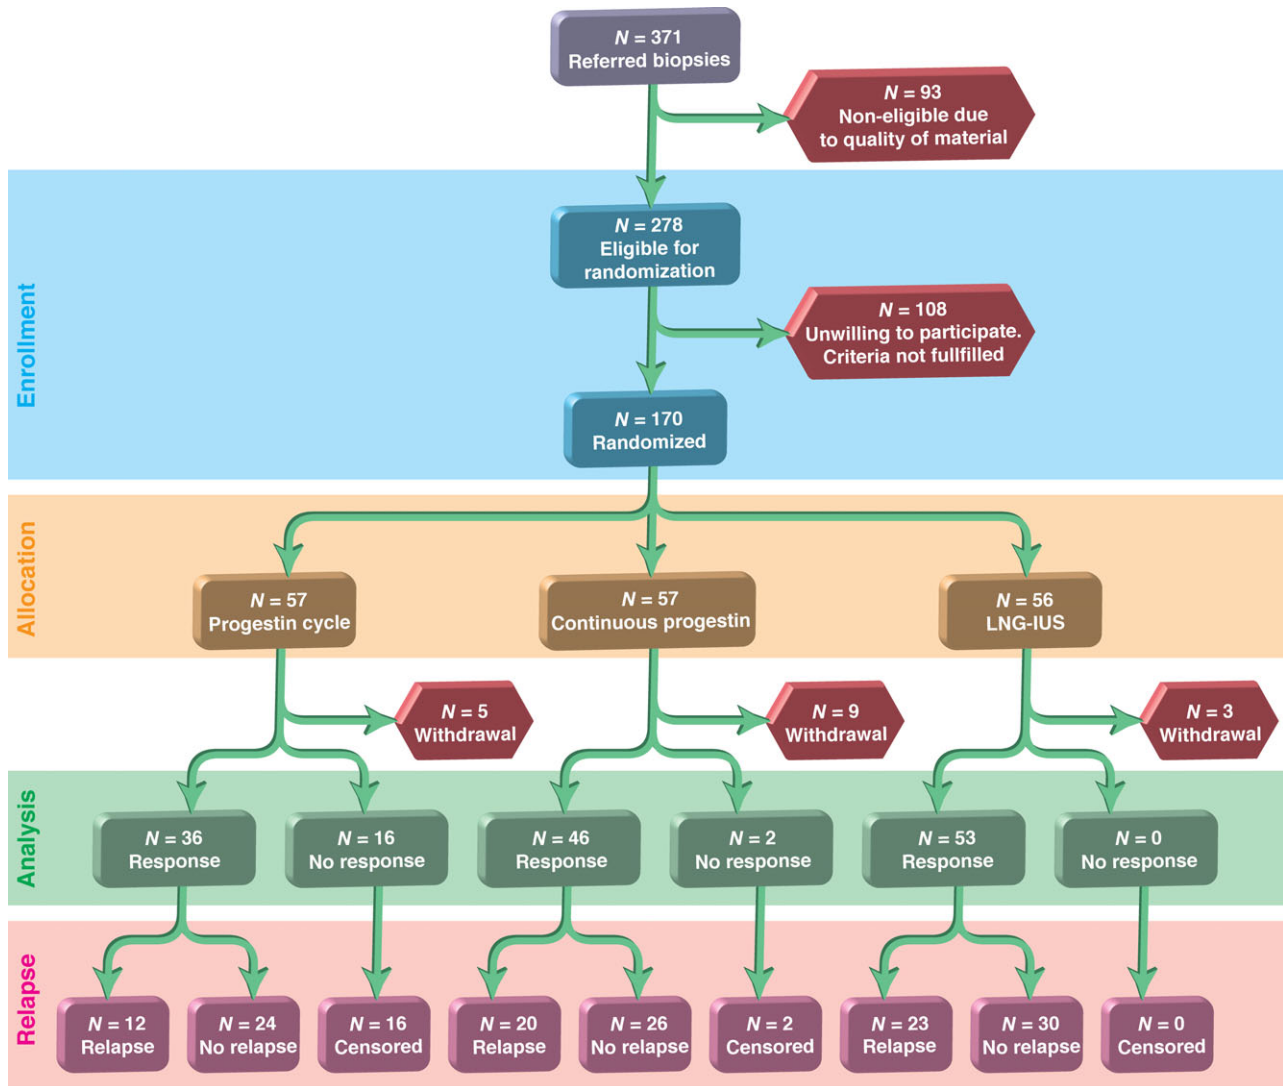 N = 371
Referred biopsies
N = 93
Non-eligible due
to quality of material
Enrollment
N = 278
Eligible for
randomization
N = 108
Unwilling to participate.
Criteria not fullfilled
N = 170
Randomized
Allocation
N = 57
Progestin cycle
N = 57
Continuous progestin
N = 56
LNG-IUS
N = 5
Withdrawal
N = 9
Withdrawal
N = 3
Withdrawal
Analysis
N = 36
Response
N = 16
No response
N = 46
Response
N = 2
No response
N = 53
Response
N = 0
No response
Relapse
N = 12
Relapse
N = 24
No relapse
N = 16
Censored
N = 20
Relapse
N = 26
No relapse
N = 2
Censored
N = 23
Relapse
N = 30
No relapse
N = 0
Censored